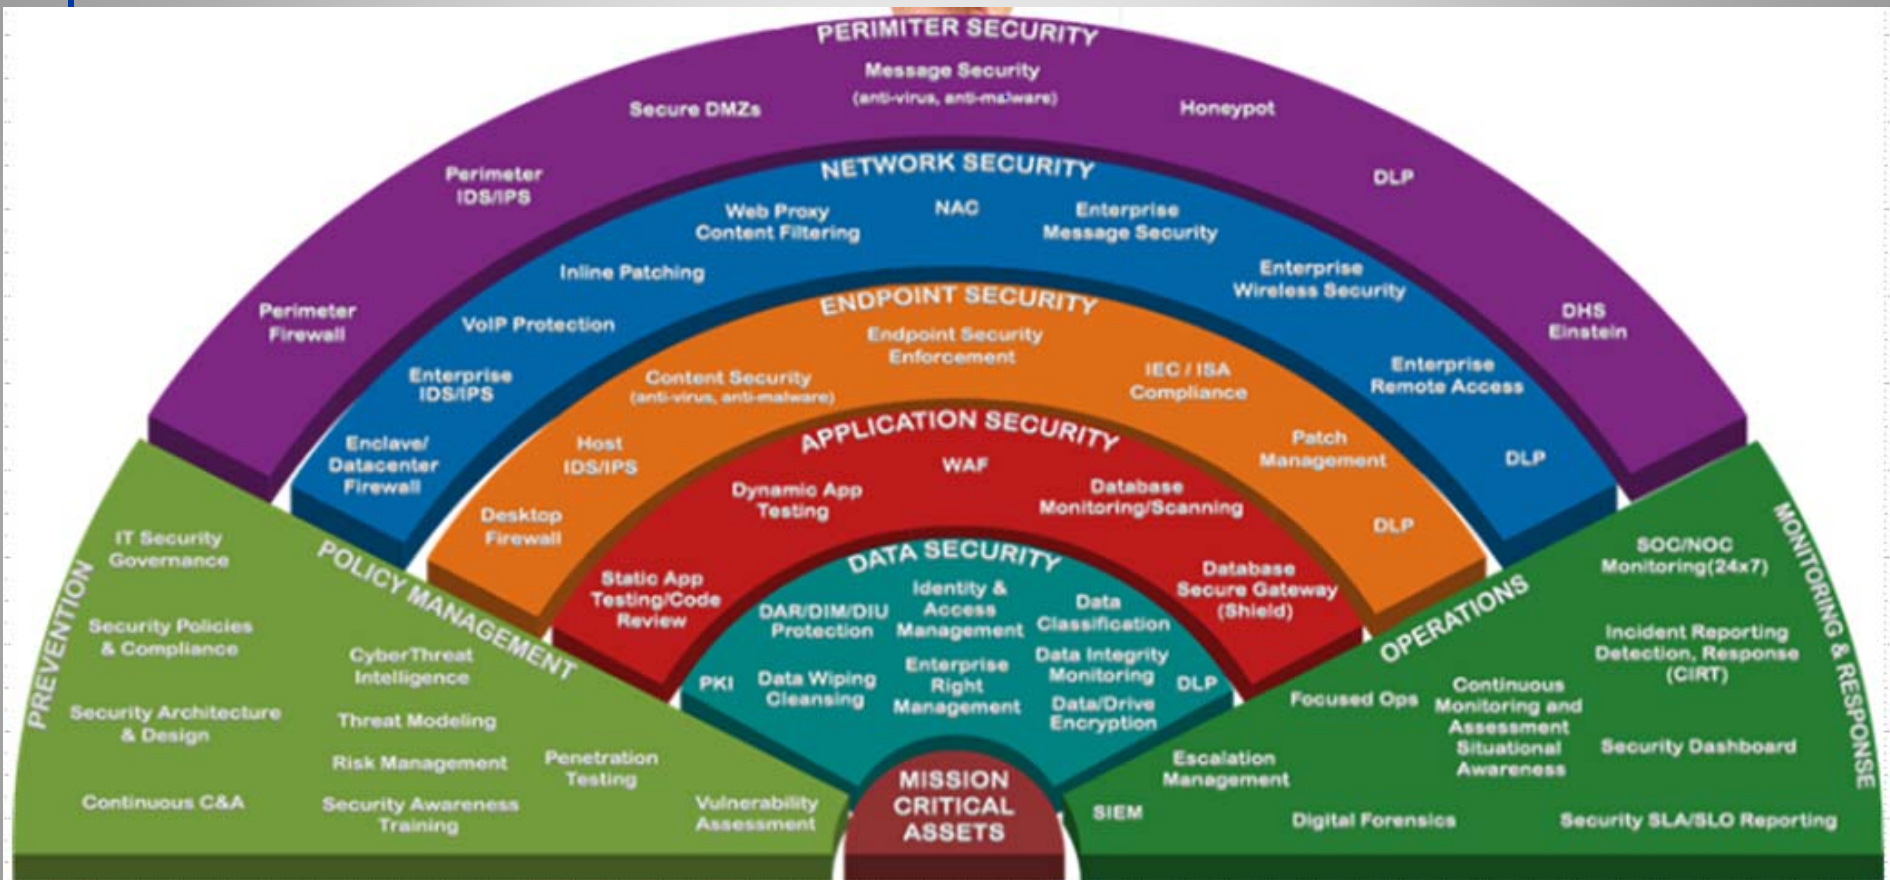 PERIMITER SECURITY
Message Security
(anti-virus, anti-malware)
Secure DMZs
Honeypot
Perimeter
IDS/IPS
DLP
Perimeter
Firewall
DHS
Einstein
NETWORK SECURITY
NAC
Web Proxy
Content Filtering
Enterprise
Message Security
Inline Patching
Enterprise
Wireless Security
VoIP Protection
Enterprise
IDS/IPS
Enterprise
Remote Access
Enclave/
Datacenter
Firewall
DLP
ENDPOINT SECURITY
Endpoint Security
Enforcement
Content Security
(anti-virus, anti-malware)
IEC / ISA
Compliance
Host
IDS/IPS
Patch
Management
Desktop
Firewall
DLP
APPLICATION SECURITY
WAF
Dynamic App
Testing
Database
Monitoring/Scanning
Static App
Testing/Code
Review
Database
Secure Gateway
(Shield)
DATA SECURITY
Identity &
Access
Management
DAR/DIM/DIU
Protection
Data
Classification
PKI
Data Wiping
Cleansing
Enterprise
Right
Management
Data Integrity
Monitoring
DLP
Data/Drive
Encryption
MISSION
CRITICAL
ASSETS
PREVENTION
POLICY MANAGEMENT
IT Security
Governance
Security Policies
& Compliance
Security Architecture
& Design
Continuous C&A
CyberThreat
Intelligence
Threat Modeling
Risk Management
Security Awareness
Training
Penetration
Testing
Vulnerability
Assessment
OPERATIONS
MONITORING & RESPONSE
SOC/NOC
Monitoring(24x7)
Incident Reporting
Detection, Response
(CIRT)
Focused Ops
Continuous
Monitoring and
Assessment
Situational
Awareness
Security Dashboard
Escalation
Management
SIEM
Digital Forensics
Security SLA/SLO Reporting